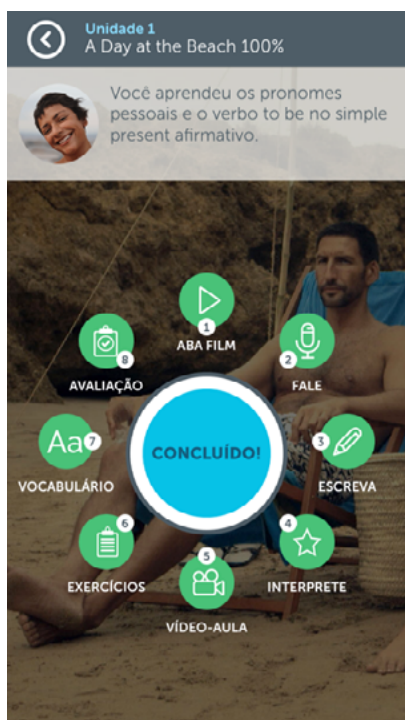 Unidade 1
A Day at the Beach 100%
Você aprendeu os pronomes
pessoais e o verbo to be no simple
present afirmativo.
1
ABA FILM
2
FALE
3
ESCREVA
4
INTERPRETE
5
VÍDEO-AULA
6
EXERCÍCIOS
Aa 7
VOCABULÁRIO
8
AVALIAÇÃO
CONCLUÍDO!